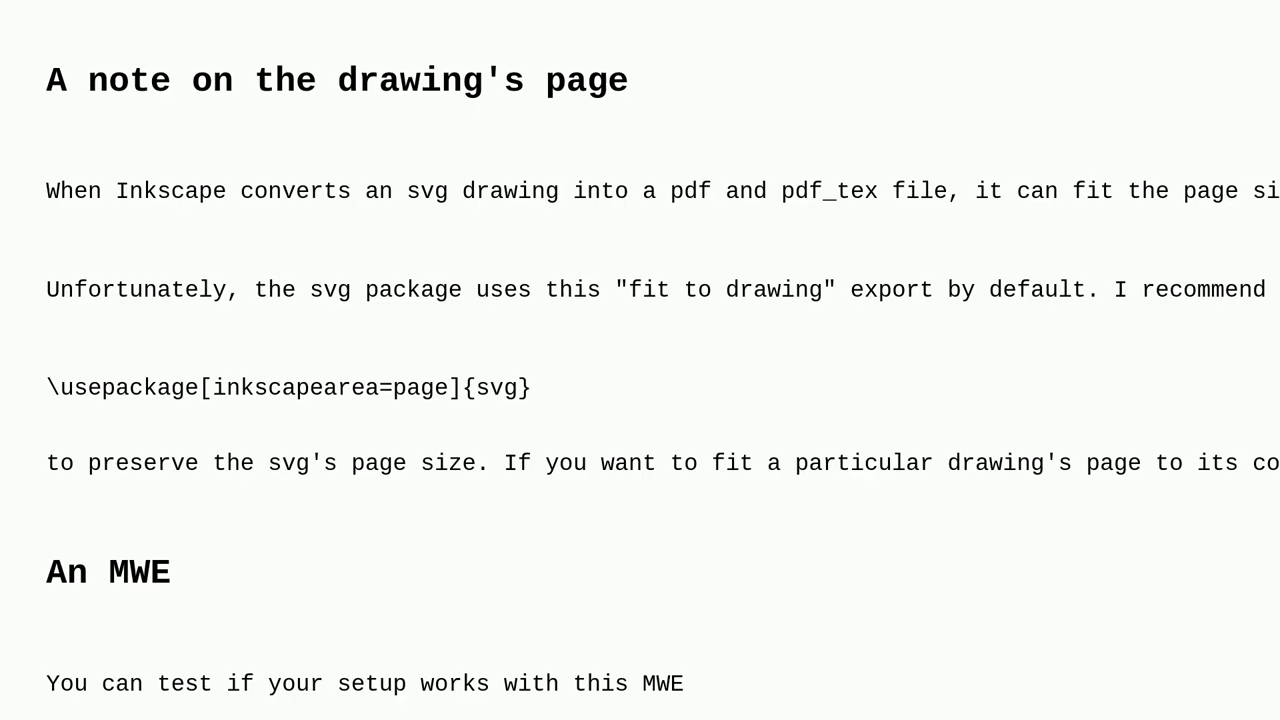 A note on the drawing's page
When Inkscape converts an svg drawing into a pdf and pdf_tex file, it can fit the page si
Unfortunately, the svg package uses this "fit to drawing" export by default. I recommend
\usepackage[inkscapearea=page]{svg}
to preserve the svg's page size. If you want to fit a particular drawing's page to its co
An MWE
You can test if your setup works with this MWE